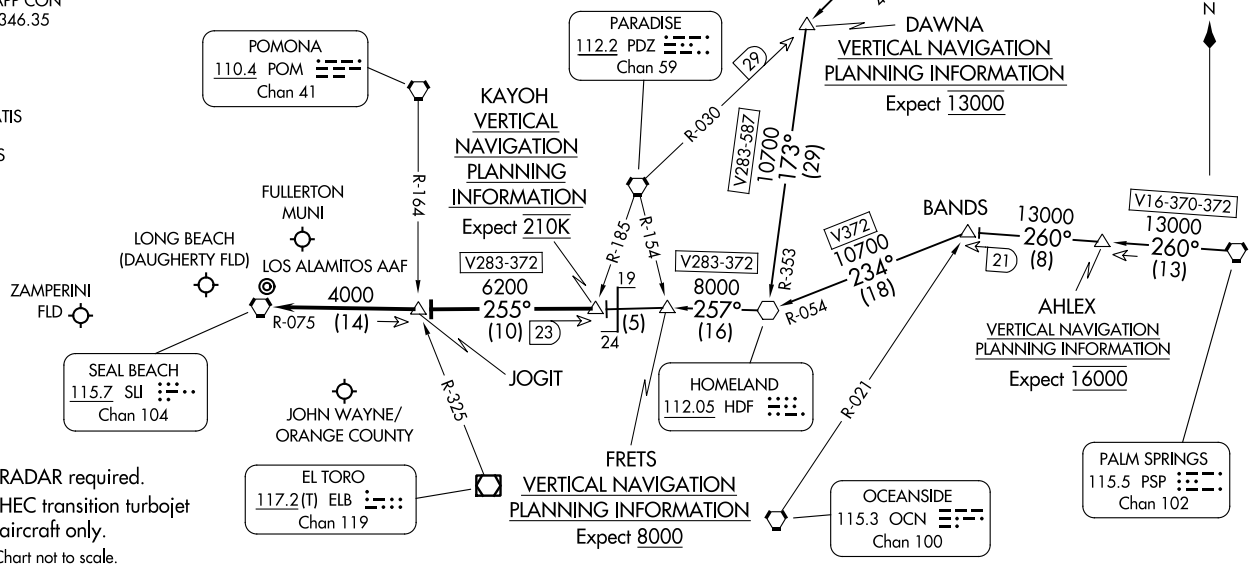 APP CON
346.35
ATIS
S
POMONA
110.4 POM
Chan 41
PARADISE
112.2 PDZ
Chan 59
DAWNA
VERTICAL NAVIGATION
PLANNING INFORMATION
Expect 13000
N
KAYOH
VERTICAL
NAVIGATION
PLANNING
INFORMATION
Expect 210K
R-030
29
V283-587
10700
173°
(29)
R-164
R-185
R-154
R-353
FULLERTON
MUNI
LONG BEACH
(DAUGHERTY FLD)
LOS ALAMITOS AAF
ZAMPERINI
FLD
BANDS
V16-370-372
13000
260°
(13)
13000
260°
(8)
21
V372
10700
234°
(18)
R-054
V283-372
8000
257°
(16)
19
24
(5)
V283-372
6200
255°
(10)
23
4000
(14)
R-075
JOGIT
AHLEX
VERTICAL NAVIGATION
PLANNING INFORMATION
Expect 16000
SEAL BEACH
115.7 SLI
Chan 104
JOHN WAYNE/
ORANGE COUNTY
R-325
HOMELAND
112.05 HDF
R-021
EL TORO
117.2(T) ELB
Chan 119
FRETS
VERTICAL NAVIGATION
PLANNING INFORMATION
Expect 8000
OCEANSIDE
115.3 OCN
Chan 100
PALM SPRINGS
115.5 PSP
Chan 102
RADAR required.
HEC transition turbojet
aircraft only.
Chart not to scale.